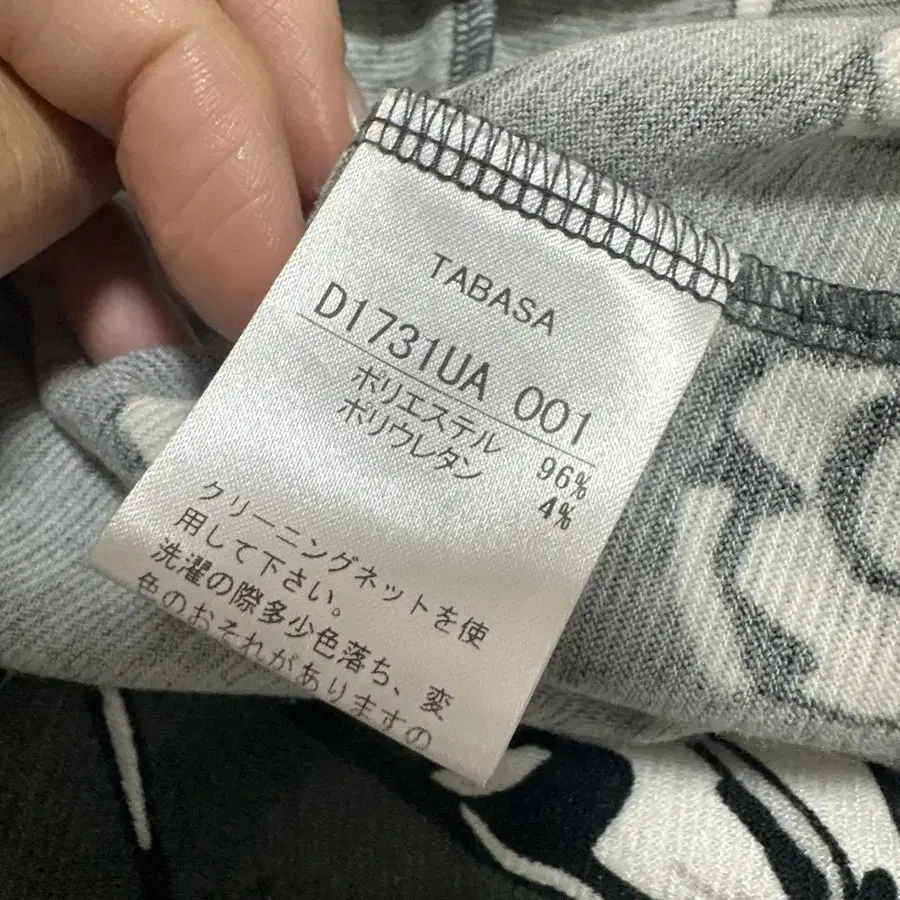 TABASA
D1731UA 001
ポリエステル 96%
ポリウレタン 4%
クリーニングネットを使
用して下さい。
洗濯の際多少色落ち、変
色のおそれがありますの